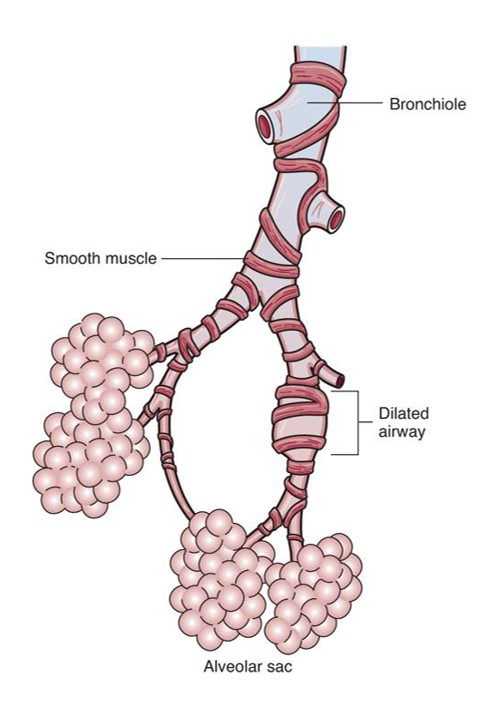 Bronchiole
Smooth muscle
Dilated
airway
Alveolar sac